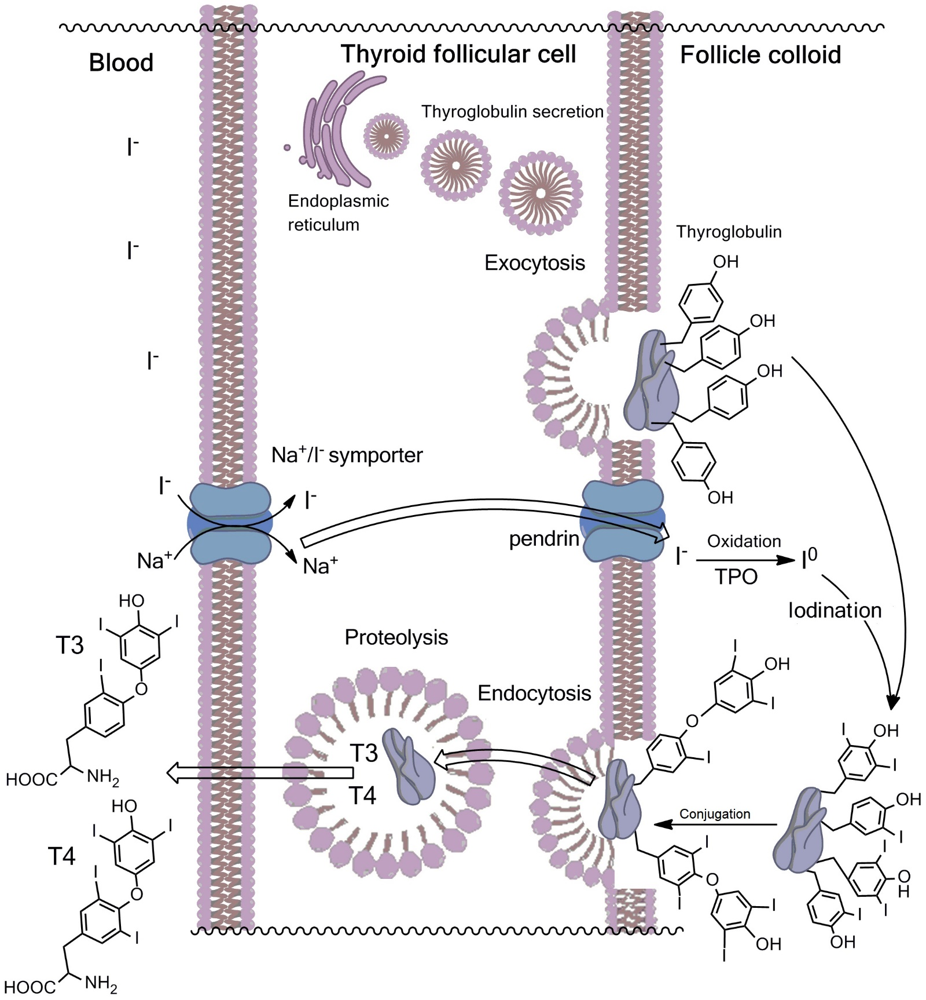 Blood
Thyroid follicular cell
Follicle colloid
Thyroglobulin secretion
I-
Endoplasmic
reticulum
I-
Thyroglobulin
Exocytosis
OH
OH
I-
OH
OH
Na+/I- symporter
I-
I-
Na+
Na+
pendrin
I-
Oxidation
TPO
I0
Iodination
HO
I
I
T3
I
O
HOOC
NH2
Proteolysis
Endocytosis
T3
T4
I
OH
I
O
I
I
OH
I
OH
I
I
O
H
I
I
OH
Conjugation
I
I
O
I
I
OH
HO
I
I
T4
I
O
I
HOOC
NH2